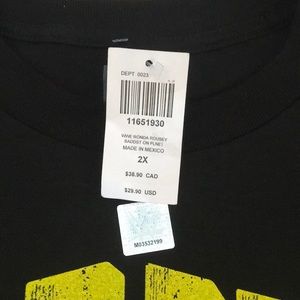 DEPT 0023
11651930
WWE RONDA ROUSEY
BADDST ON PLNET
MADE IN MEXICO
2X
$38.90 CAD
$29.90 USD
M03532199